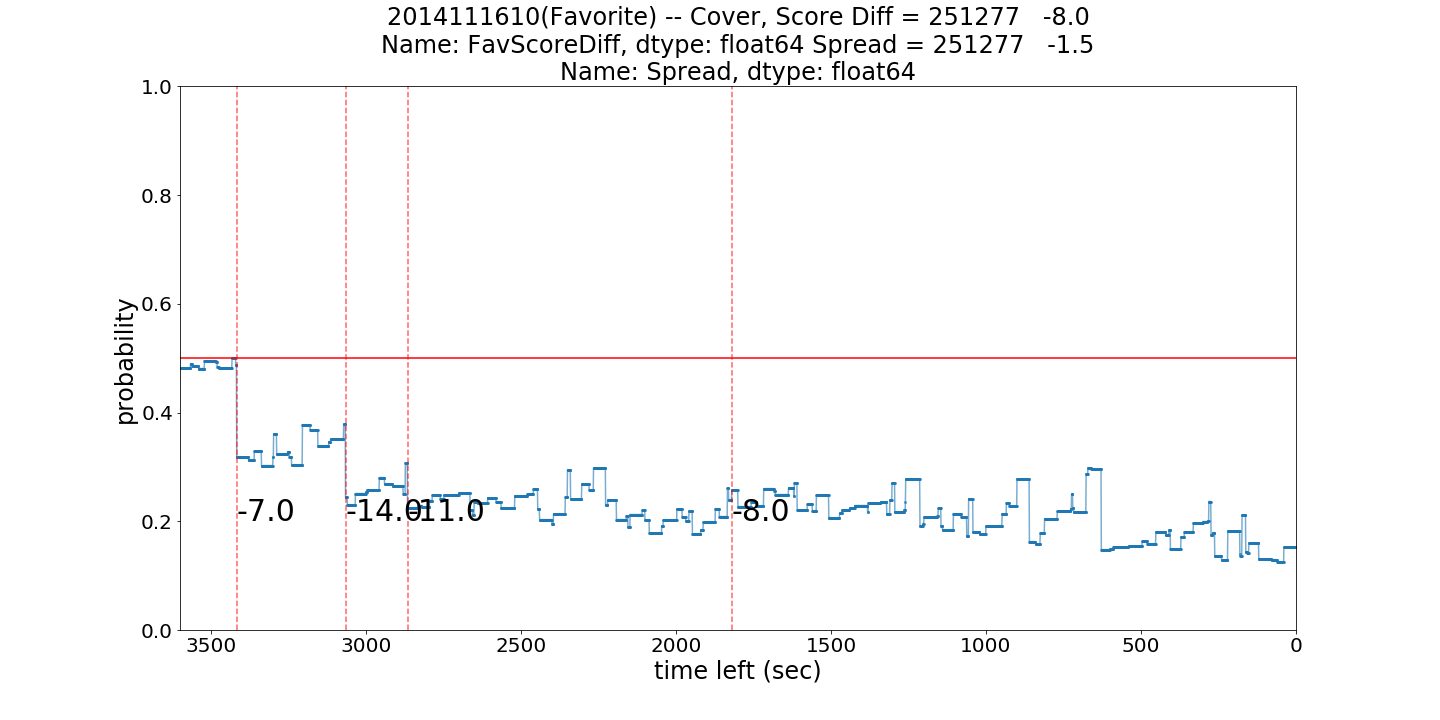 2014111610(Favorite) -- Cover, Score Diff = 251277   -8.0
Name: FavScoreDiff, dtype: float64 Spread = 251277   -1.5
Name: Spread, dtype: float64
probability
1.0
0.8
0.6
0.4
0.2
0.0
-7.0
-14.0
-11.0
-8.0
3500 3000 2500 2000 1500 1000 500 0
time left (sec)